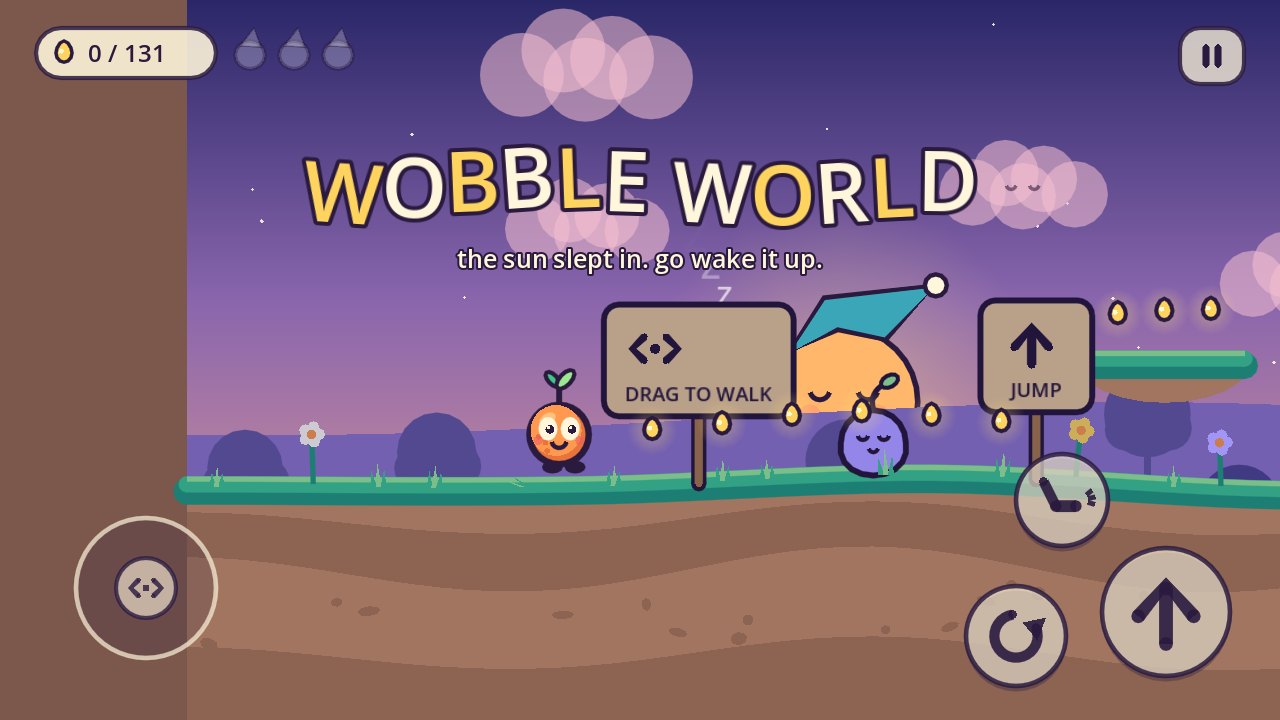 0 / 131
WOBBLE WORLD
the sun slept in. go wake it up.
Z
Z
DRAG TO WALK
JUMP